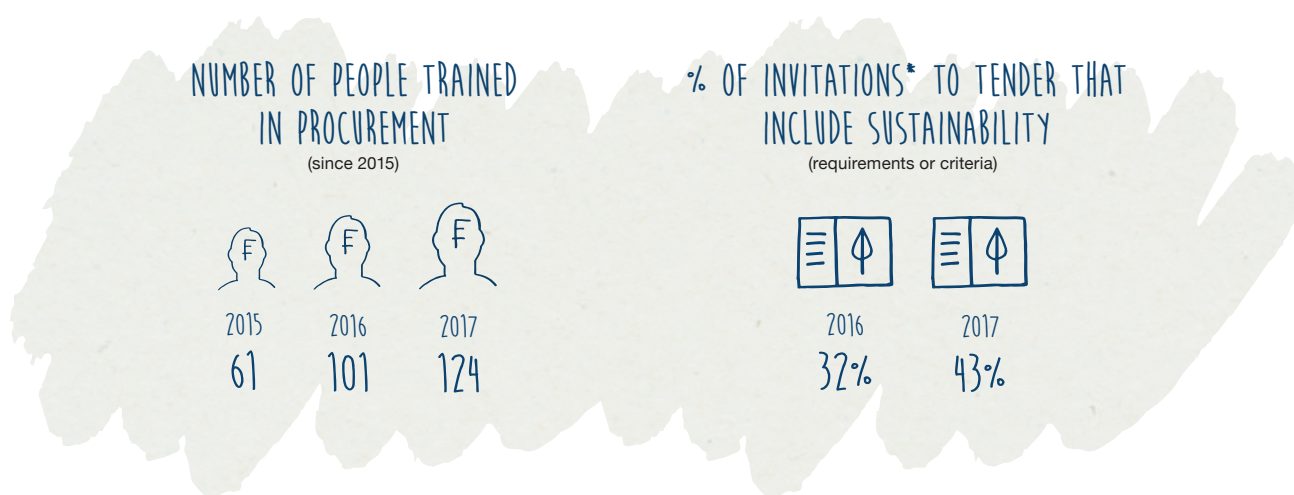 NUMBER OF PEOPLE TRAINED
IN PROCUREMENT
(since 2015)
2015
2016
2017
61
101
124
% OF INVITATIONS* TO TENDER THAT
INCLUDE SUSTAINABILITY
(requirements or criteria)
2016
2017
32%
43%